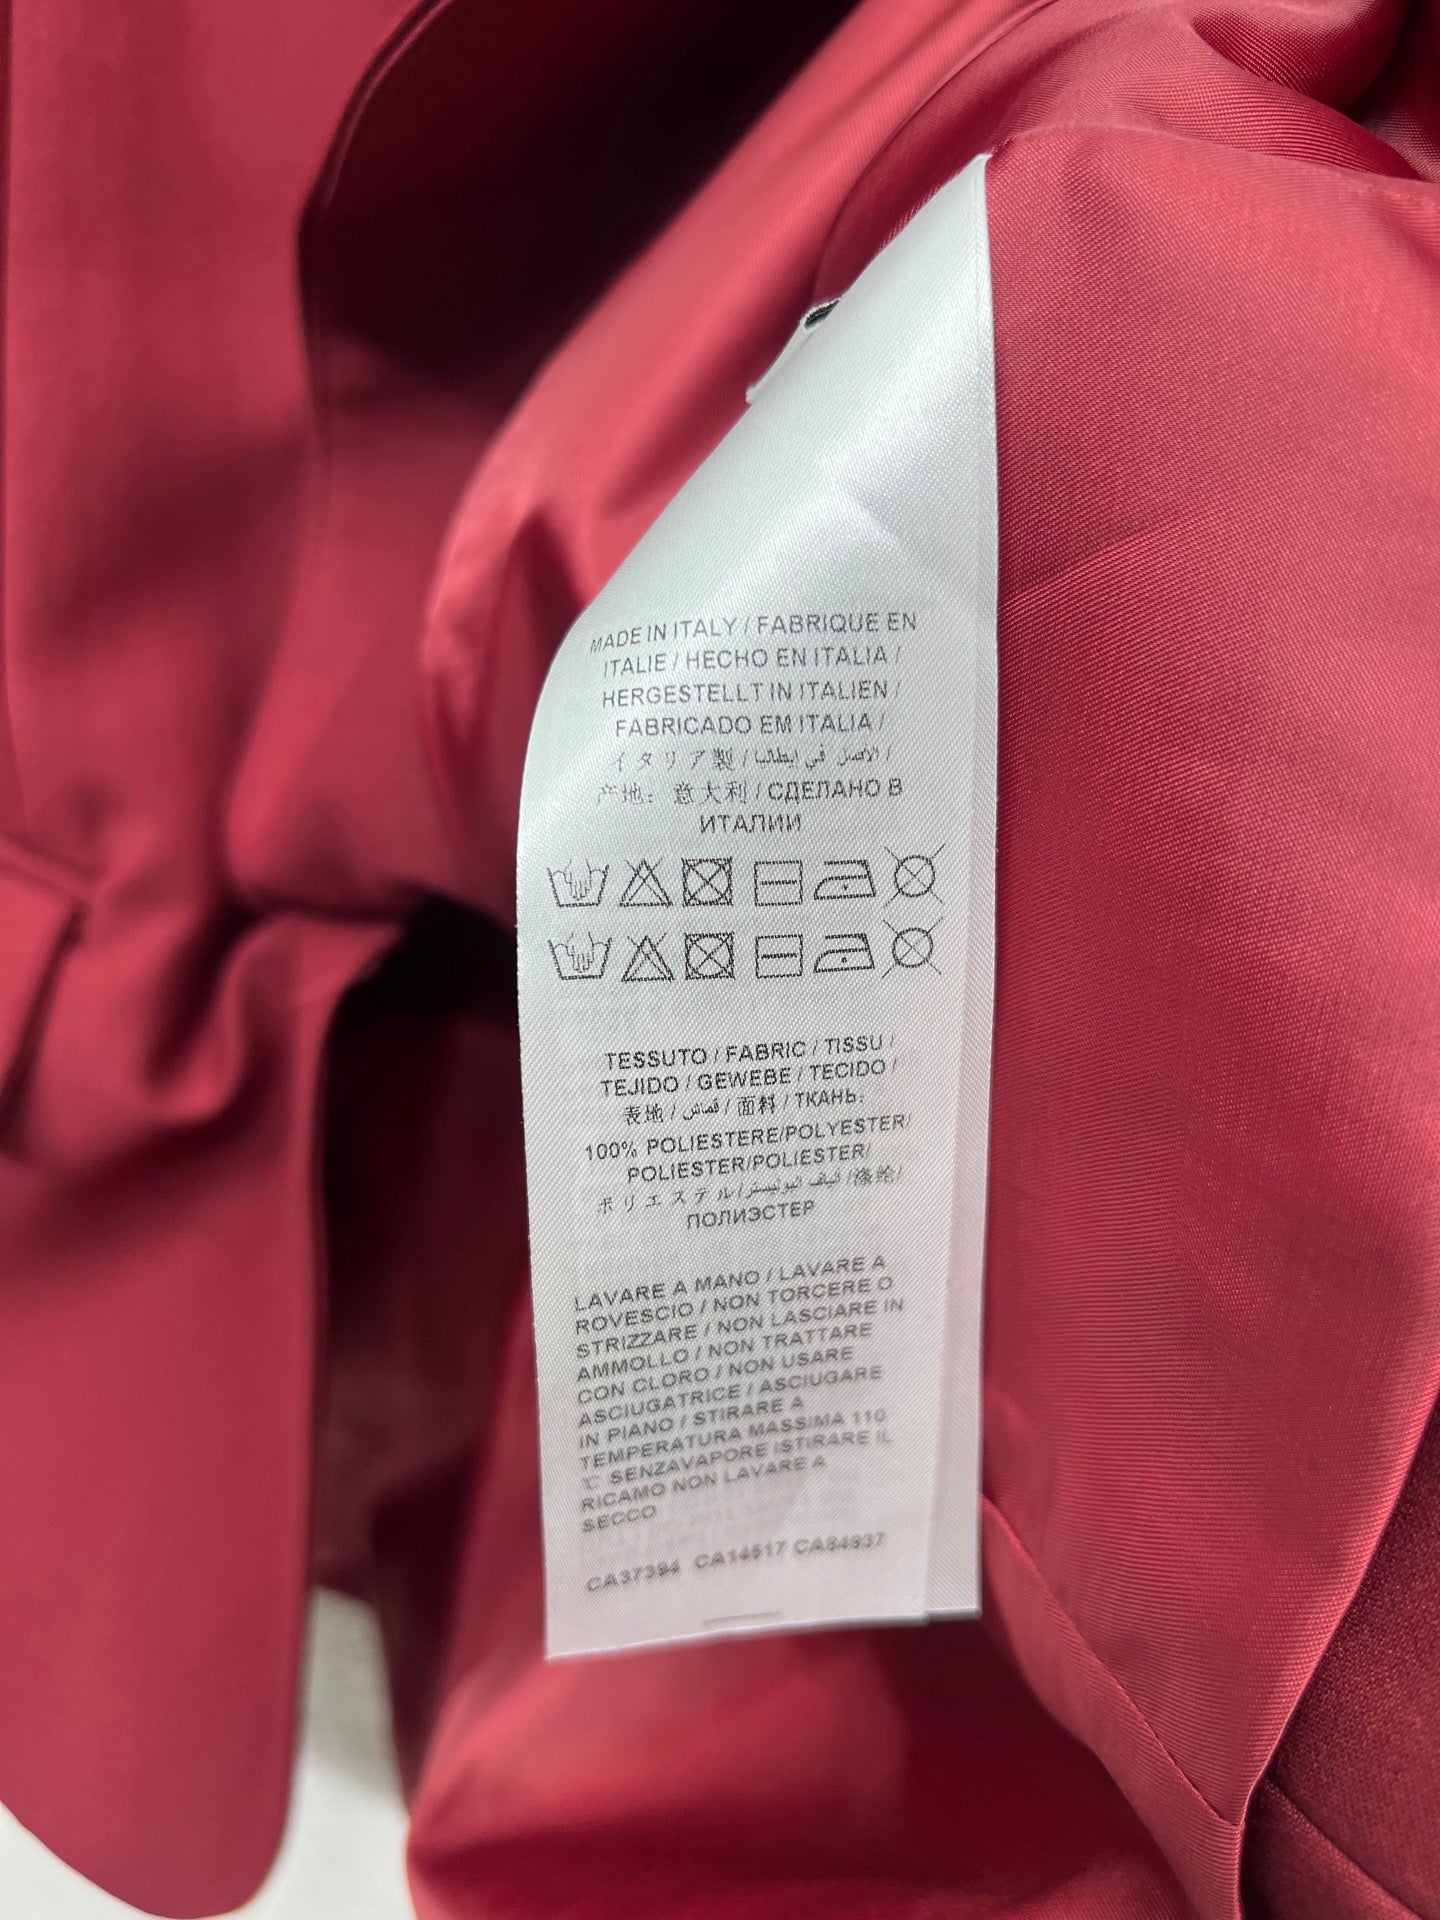 MADE IN ITALY / FABRIQUE EN
ITALIE / HECHO EN ITALIA /
HERGESTELLT IN ITALIEN /
FABRICADO EM ITALIA /
イタリア製 / الاصل في إيطاليا /
产地：意大利 / СДЕЛАНО В
ИТАЛИИ
TESSUTO / FABRIC / TISSU /
TEJIDO / GEWEBE / TECIDO /
表地 / قماش / 面料 / ТКАНЬ:
100% POLIESTERE/POLYESTER/
POLIESTER/POLIESTER/
ポリエステル/ /涤纶/
ПОЛИЭСТЕР
LAVARE A MANO / LAVARE A
ROVESCIO / NON TORCERE O
STRIZZARE / NON LASCIARE IN
AMMOLLO / NON TRATTARE
CON CLORO / NON USARE
ASCIUGATRICE / ASCIUGARE
IN PIANO / STIRARE A
TEMPERATURA MASSIMA 110
℃ SENZAVAPORE ISTIRARE IL
RICAMO NON LAVARE A
SECCO
CA37394 CA14517 CA84937